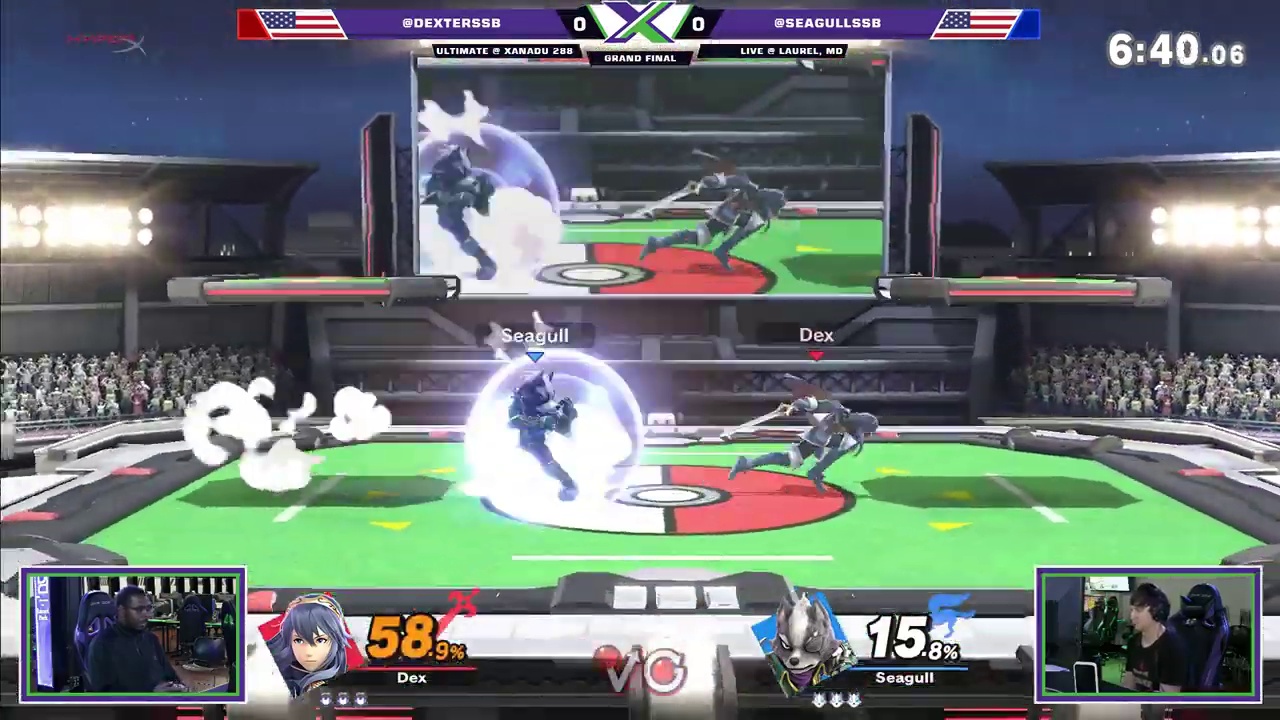 @DEXTERSSB 0 0 @SEAGULLSSB
ULTIMATE @ XANADU 288 LIVE @ LAUREL, MD
GRAND FINAL
6:40.06
Seagull Dex
58.9% 15.8%
Dex Seagull